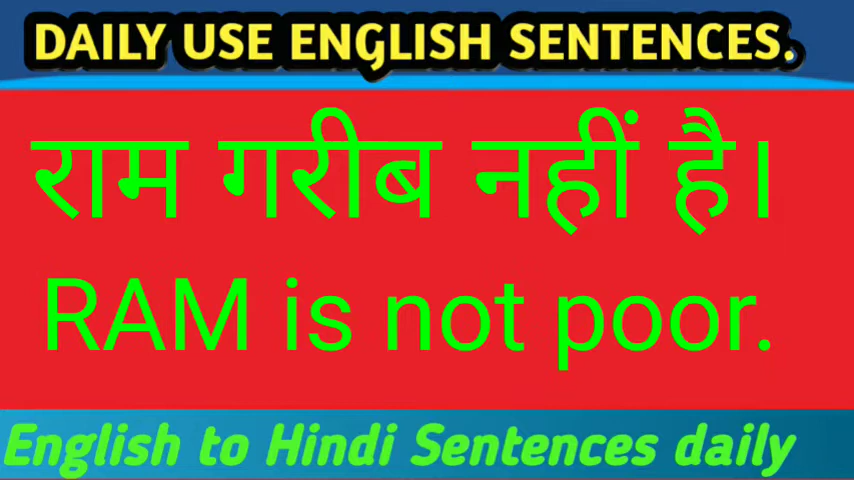 DAILY USE ENGLISH SENTENCES.
राम गरीब नहीं है।
RAM is not poor.
English to Hindi Sentences daily